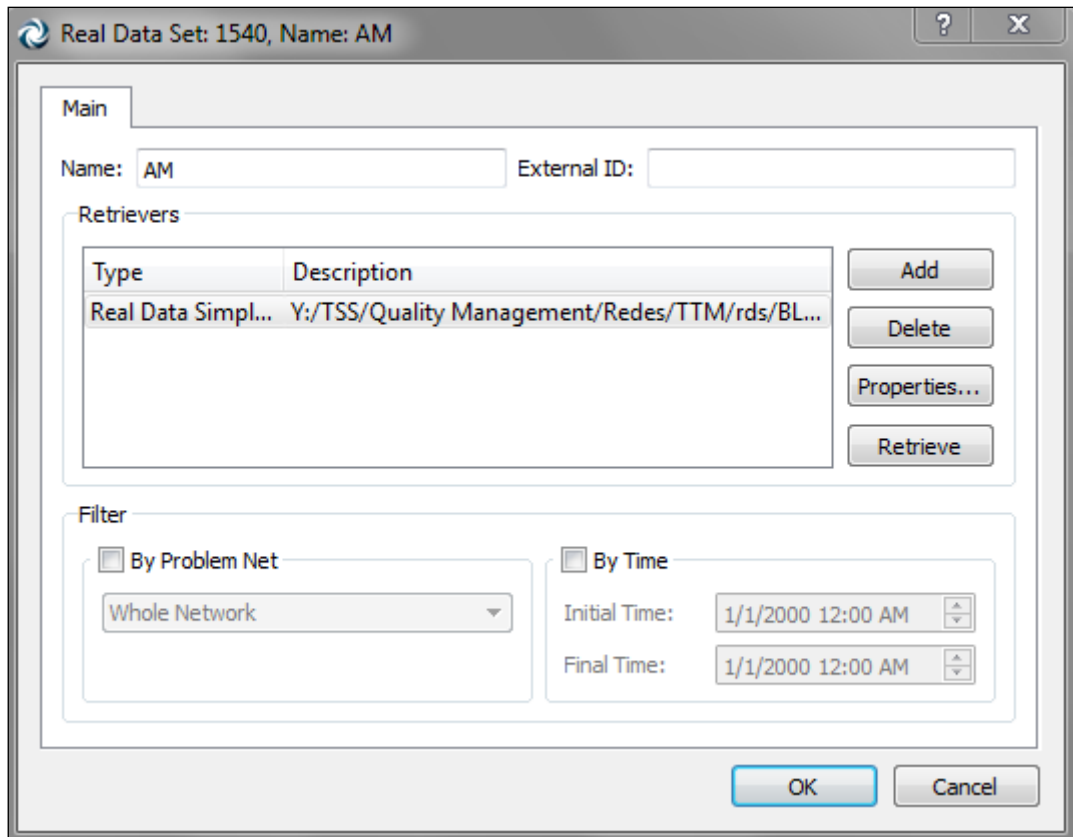 Real Data Set: 1540, Name: AM
? X
Main
Name: AM External ID:
Retrievers
Type Description
Real Data Simpl... Y:/TSS/Quality Management/Redes/TTM/rds/BL...
Add
Delete
Properties...
Retrieve
Filter
By Problem Net
Whole Network
By Time
Initial Time: 1/1/2000 12:00 AM
Final Time: 1/1/2000 12:00 AM
OK Cancel